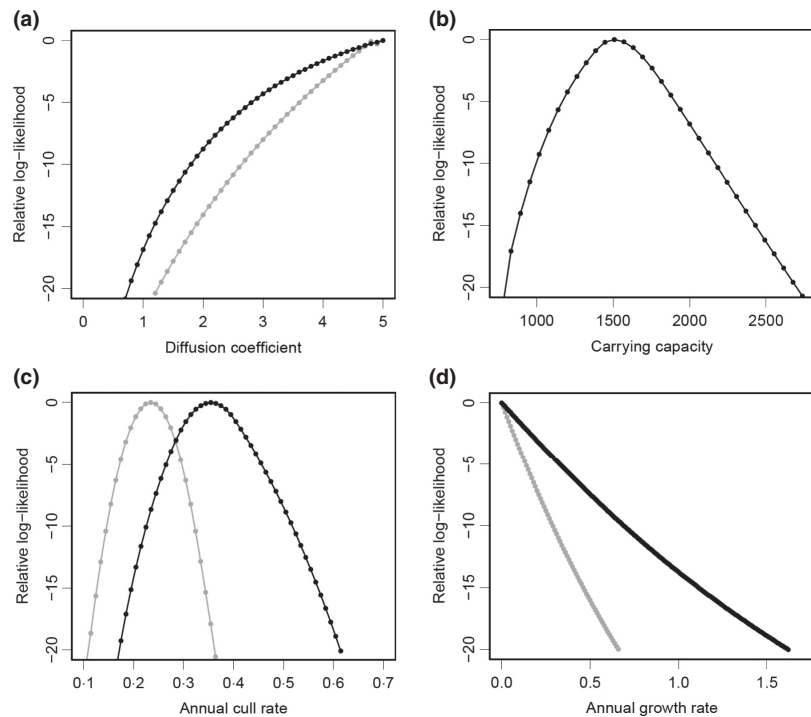 (a)
0
−5
−10
−15
−20
Relative log−likelihood
0 1 2 3 4 5
Diffusion coefficient
(b)
0
−5
−10
−15
−20
Relative log−likelihood
1000 1500 2000 2500
Carrying capacity
(c)
0
−5
−10
−15
−20
Relative log−likelihood
0·1 0·2 0·3 0·4 0·5 0·6 0·7
Annual cull rate
(d)
0
−5
−10
−15
−20
Relative log−likelihood
0.0 0.5 1.0 1.5
Annual growth rate